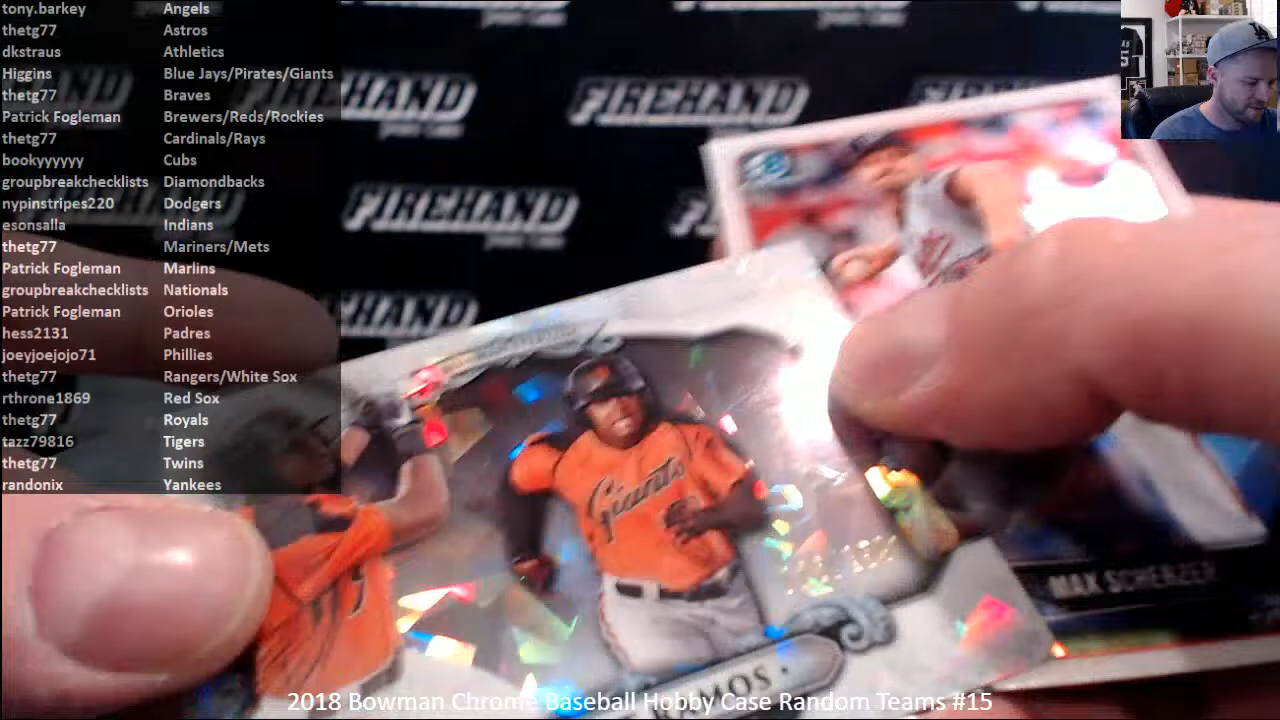 tony.barkey Angels
thetg77 Astros
dkstraus Athletics
Higgins Blue Jays/Pirates/Giants
thetg77 Braves
Patrick Fogleman Brewers/Reds/Rockies
thetg77 Cardinals/Rays
bookyyyyyy Cubs
groupbreakchecklists Diamondbacks
nypinstripes220 Dodgers
esonsalla Indians
thetg77 Mariners/Mets
Patrick Fogleman Marlins
groupbreakchecklists Nationals
Patrick Fogleman Orioles
hess2131 Padres
joeyjoejojo71 Phillies
thetg77 Rangers/White Sox
rthrone1869 Red Sox
thetg77 Royals
tazz79816 Tigers
thetg77 Twins
randonix Yankees
FIREHAND
FIREHAND
FIREHAND
FIREHAND
Giants
MAX SCHERZER
2018 Bowman Chrome Baseball Hobby Case Random Teams #15